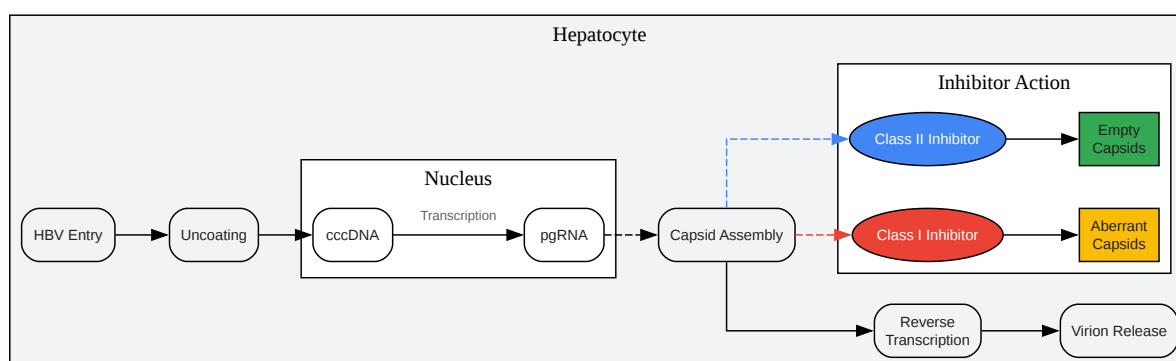 Hepatocyte
Inhibitor Action
Class II Inhibitor
Empty
Capsids
Nucleus
HBV Entry
Uncoating
cccDNA
Transcription
pgRNA
Capsid Assembly
Class I Inhibitor
Aberrant
Capsids
Reverse
Transcription
Virion Release